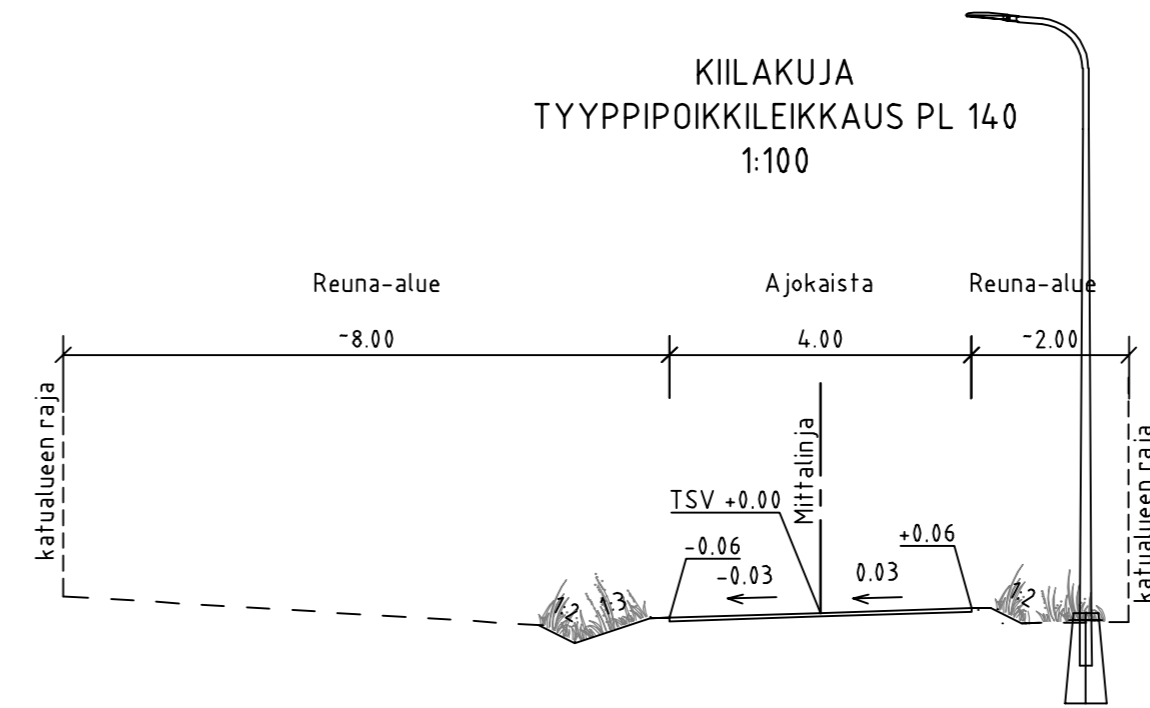 KIILAKUJA
TYYPPIPOIKKILEIKKAUS PL 140
1:100
Reuna-alue
Ajokaista
Reuna-alue
~8.00
4.00
~2.00
katualueen raja
Mittalinja
katualueen raja
TSV +0.00
-0.06
+0.06
-0.03
0.03
1:2
1:3
1:2